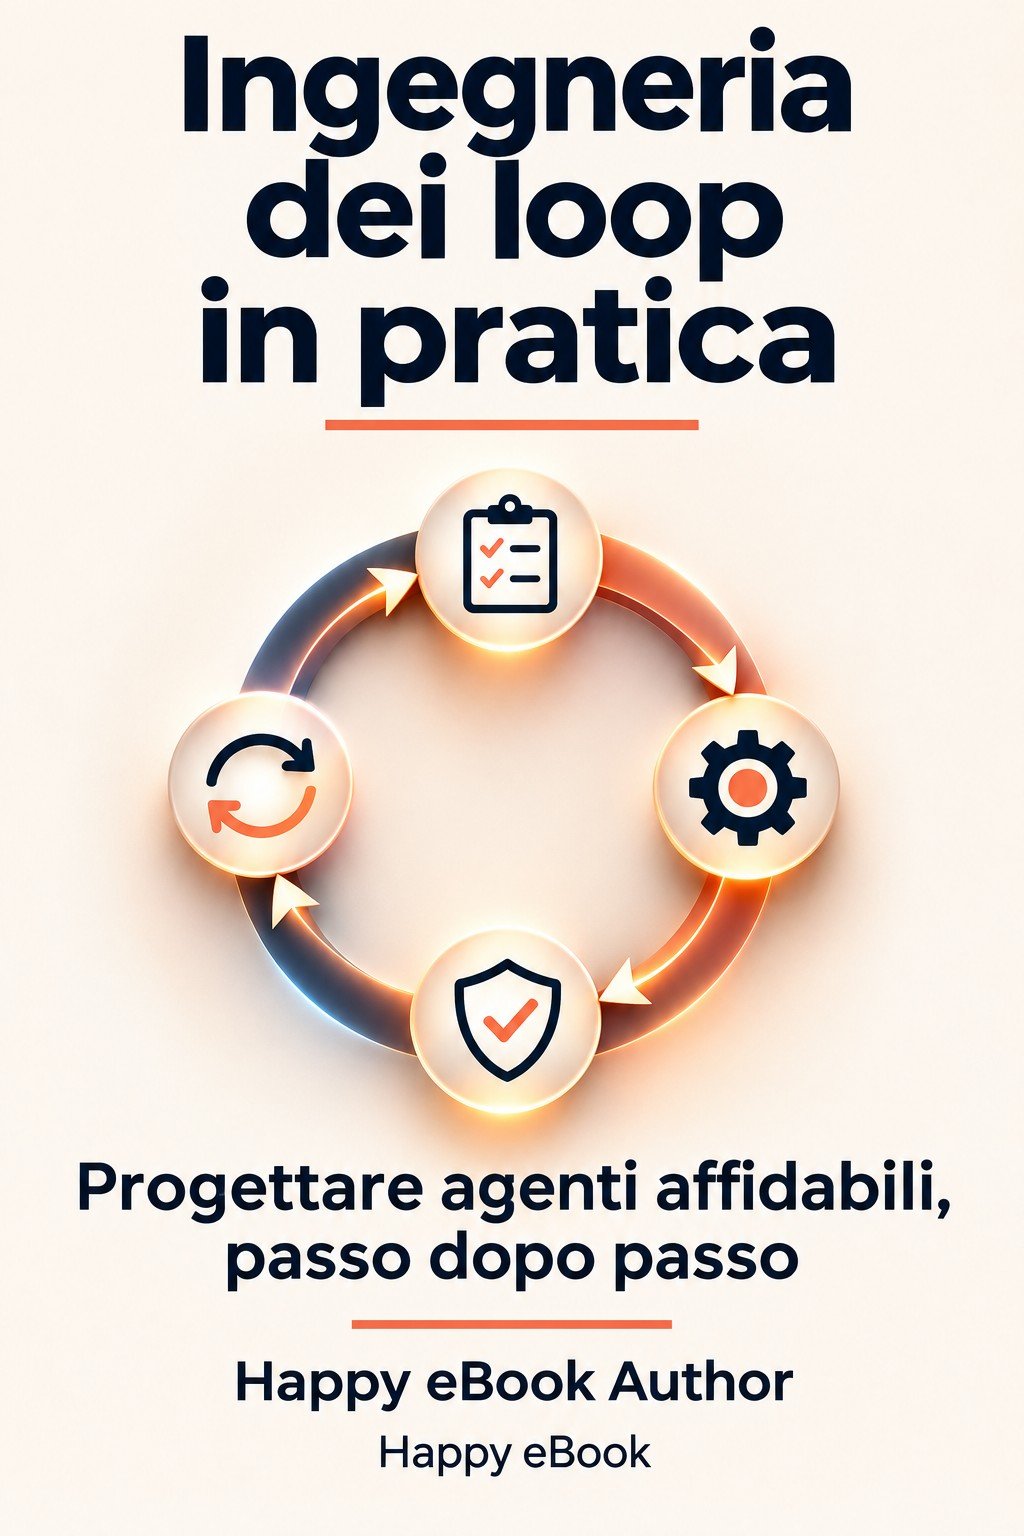 Ingegneria
dei loop
in pratica
Progettare agenti affidabili,
passo dopo passo
Happy eBook Author
Happy eBook